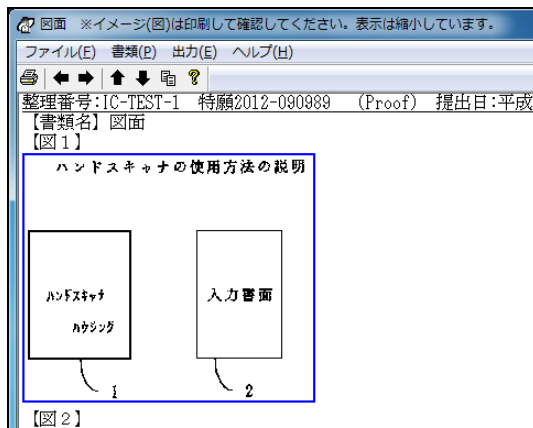 図面 ※イメージ(図)は印刷して確認してください。表示は縮小しています。
ファイル(F) 書類(P) 出力(E) ヘルプ(H)
整理番号:IC-TEST-1 特願2012-090989 (Proof) 提出日:平成
【書類名】図面
【図1】
ハンドスキャナの使用方法の説明
ハンドスキャナ
ハウジング
入力書面
1
2
【図2】